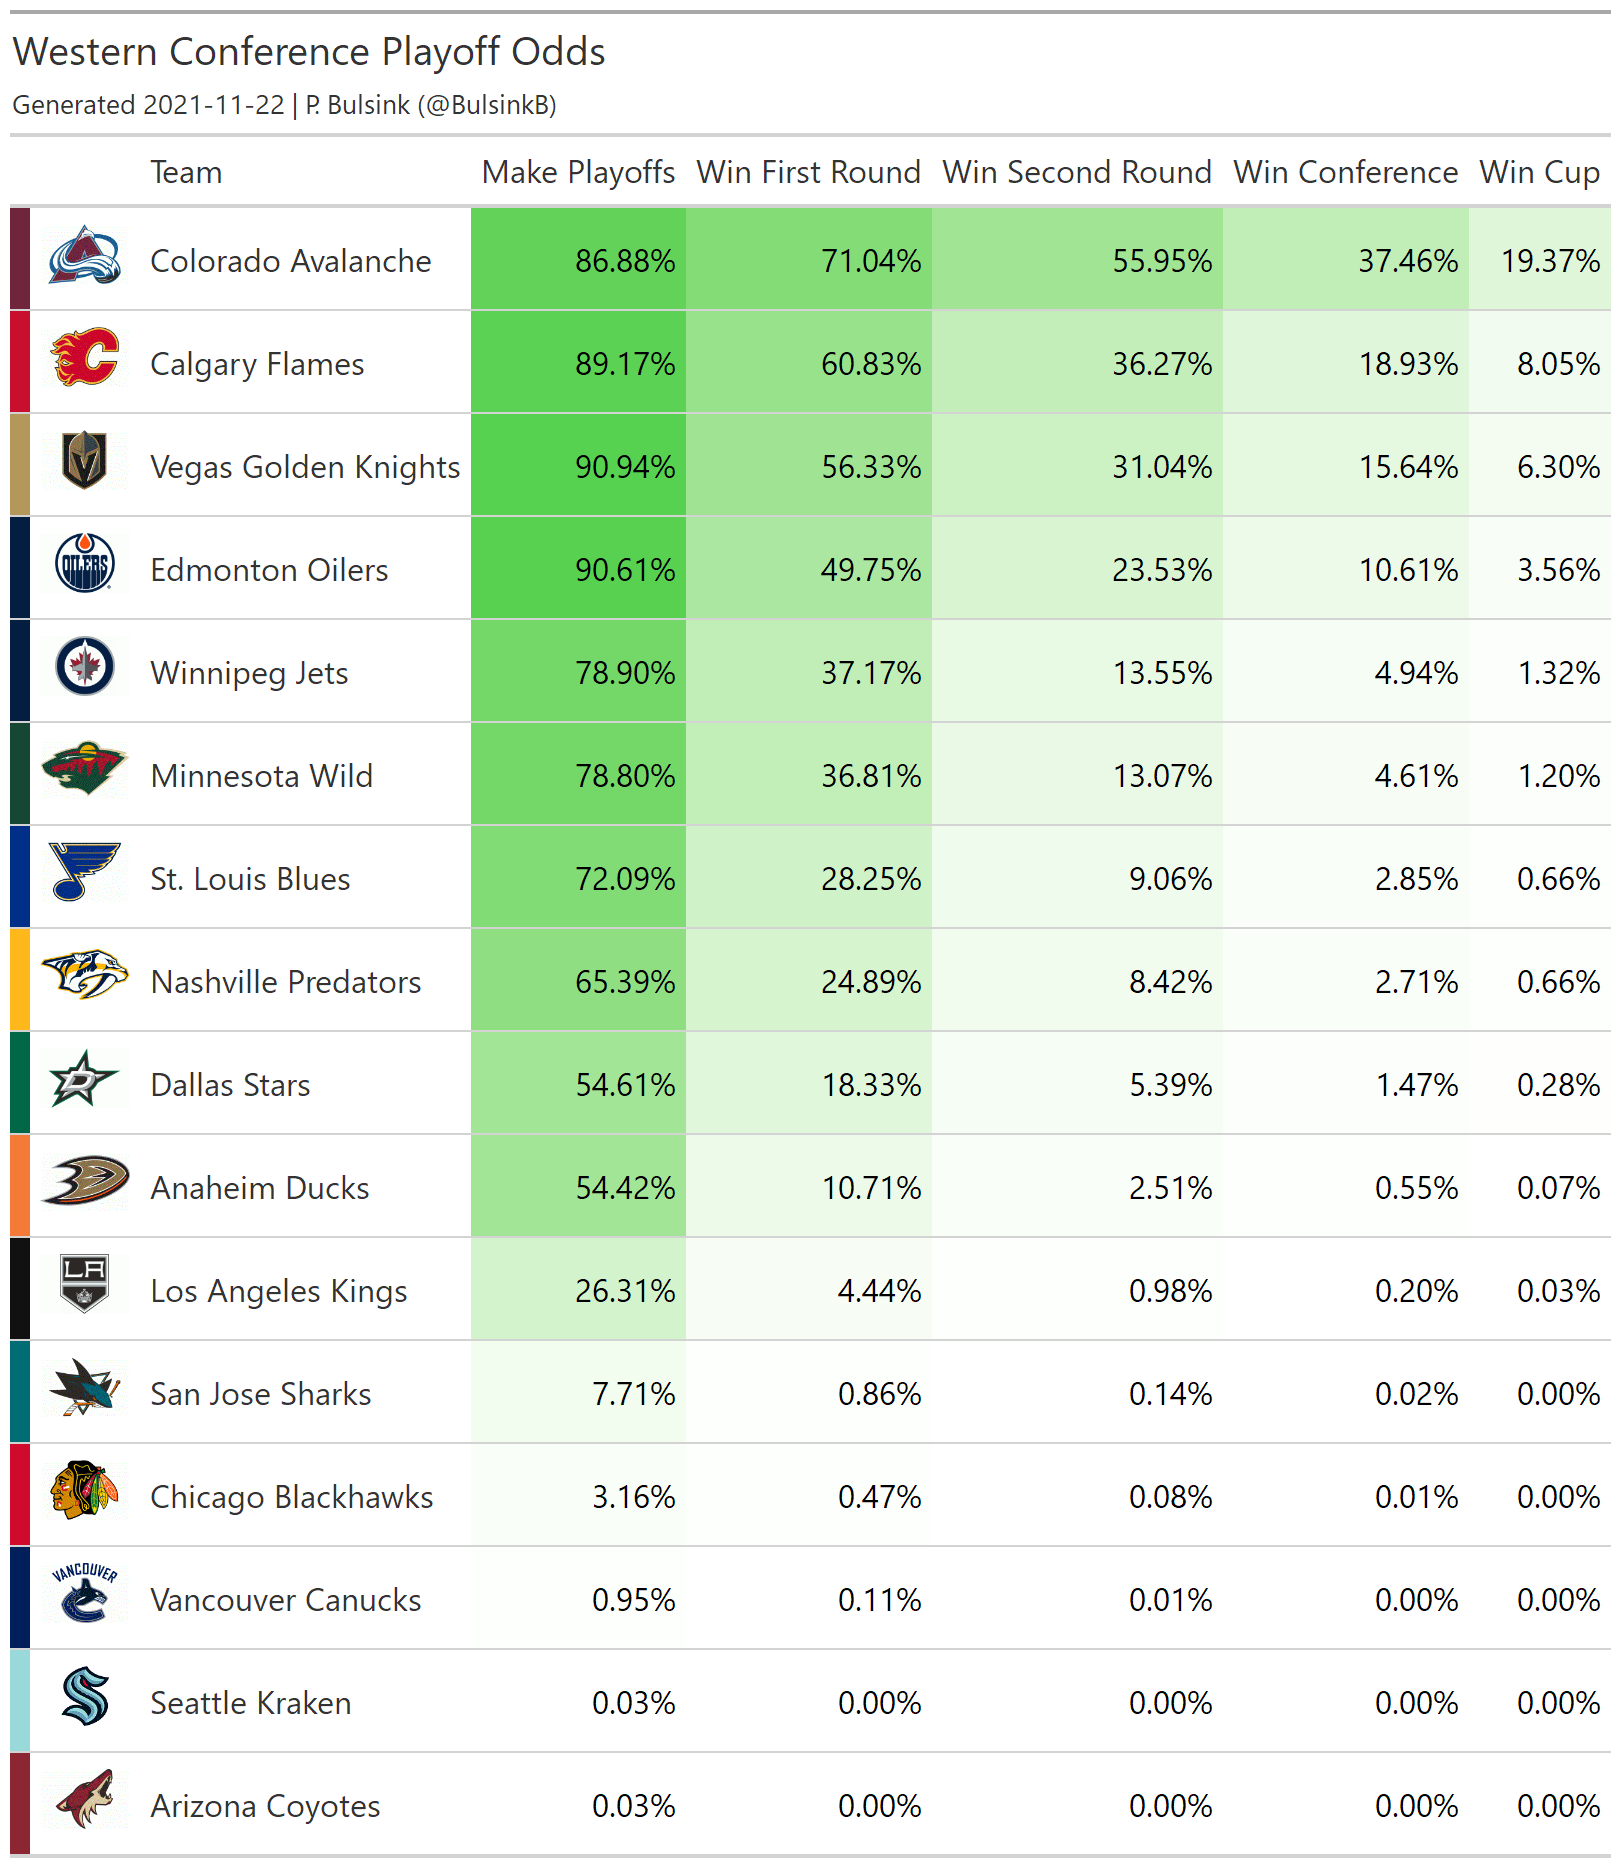 Western Conference Playoff Odds
Generated 2021-11-22 | P. Bulsink (@BulsinkB)
Team Make Playoffs Win First Round Win Second Round Win Conference Win Cup
Colorado Avalanche 86.88% 71.04% 55.95% 37.46% 19.37%
Calgary Flames 89.17% 60.83% 36.27% 18.93% 8.05%
Vegas Golden Knights 90.94% 56.33% 31.04% 15.64% 6.30%
OILERS Edmonton Oilers 90.61% 49.75% 23.53% 10.61% 3.56%
Winnipeg Jets 78.90% 37.17% 13.55% 4.94% 1.32%
Minnesota Wild 78.80% 36.81% 13.07% 4.61% 1.20%
St. Louis Blues 72.09% 28.25% 9.06% 2.85% 0.66%
Nashville Predators 65.39% 24.89% 8.42% 2.71% 0.66%
D Dallas Stars 54.61% 18.33% 5.39% 1.47% 0.28%
Anaheim Ducks 54.42% 10.71% 2.51% 0.55% 0.07%
LA Los Angeles Kings 26.31% 4.44% 0.98% 0.20% 0.03%
San Jose Sharks 7.71% 0.86% 0.14% 0.02% 0.00%
Chicago Blackhawks 3.16% 0.47% 0.08% 0.01% 0.00%
VANCOUVER Vancouver Canucks 0.95% 0.11% 0.01% 0.00% 0.00%
Seattle Kraken 0.03% 0.00% 0.00% 0.00% 0.00%
Arizona Coyotes 0.03% 0.00% 0.00% 0.00% 0.00%